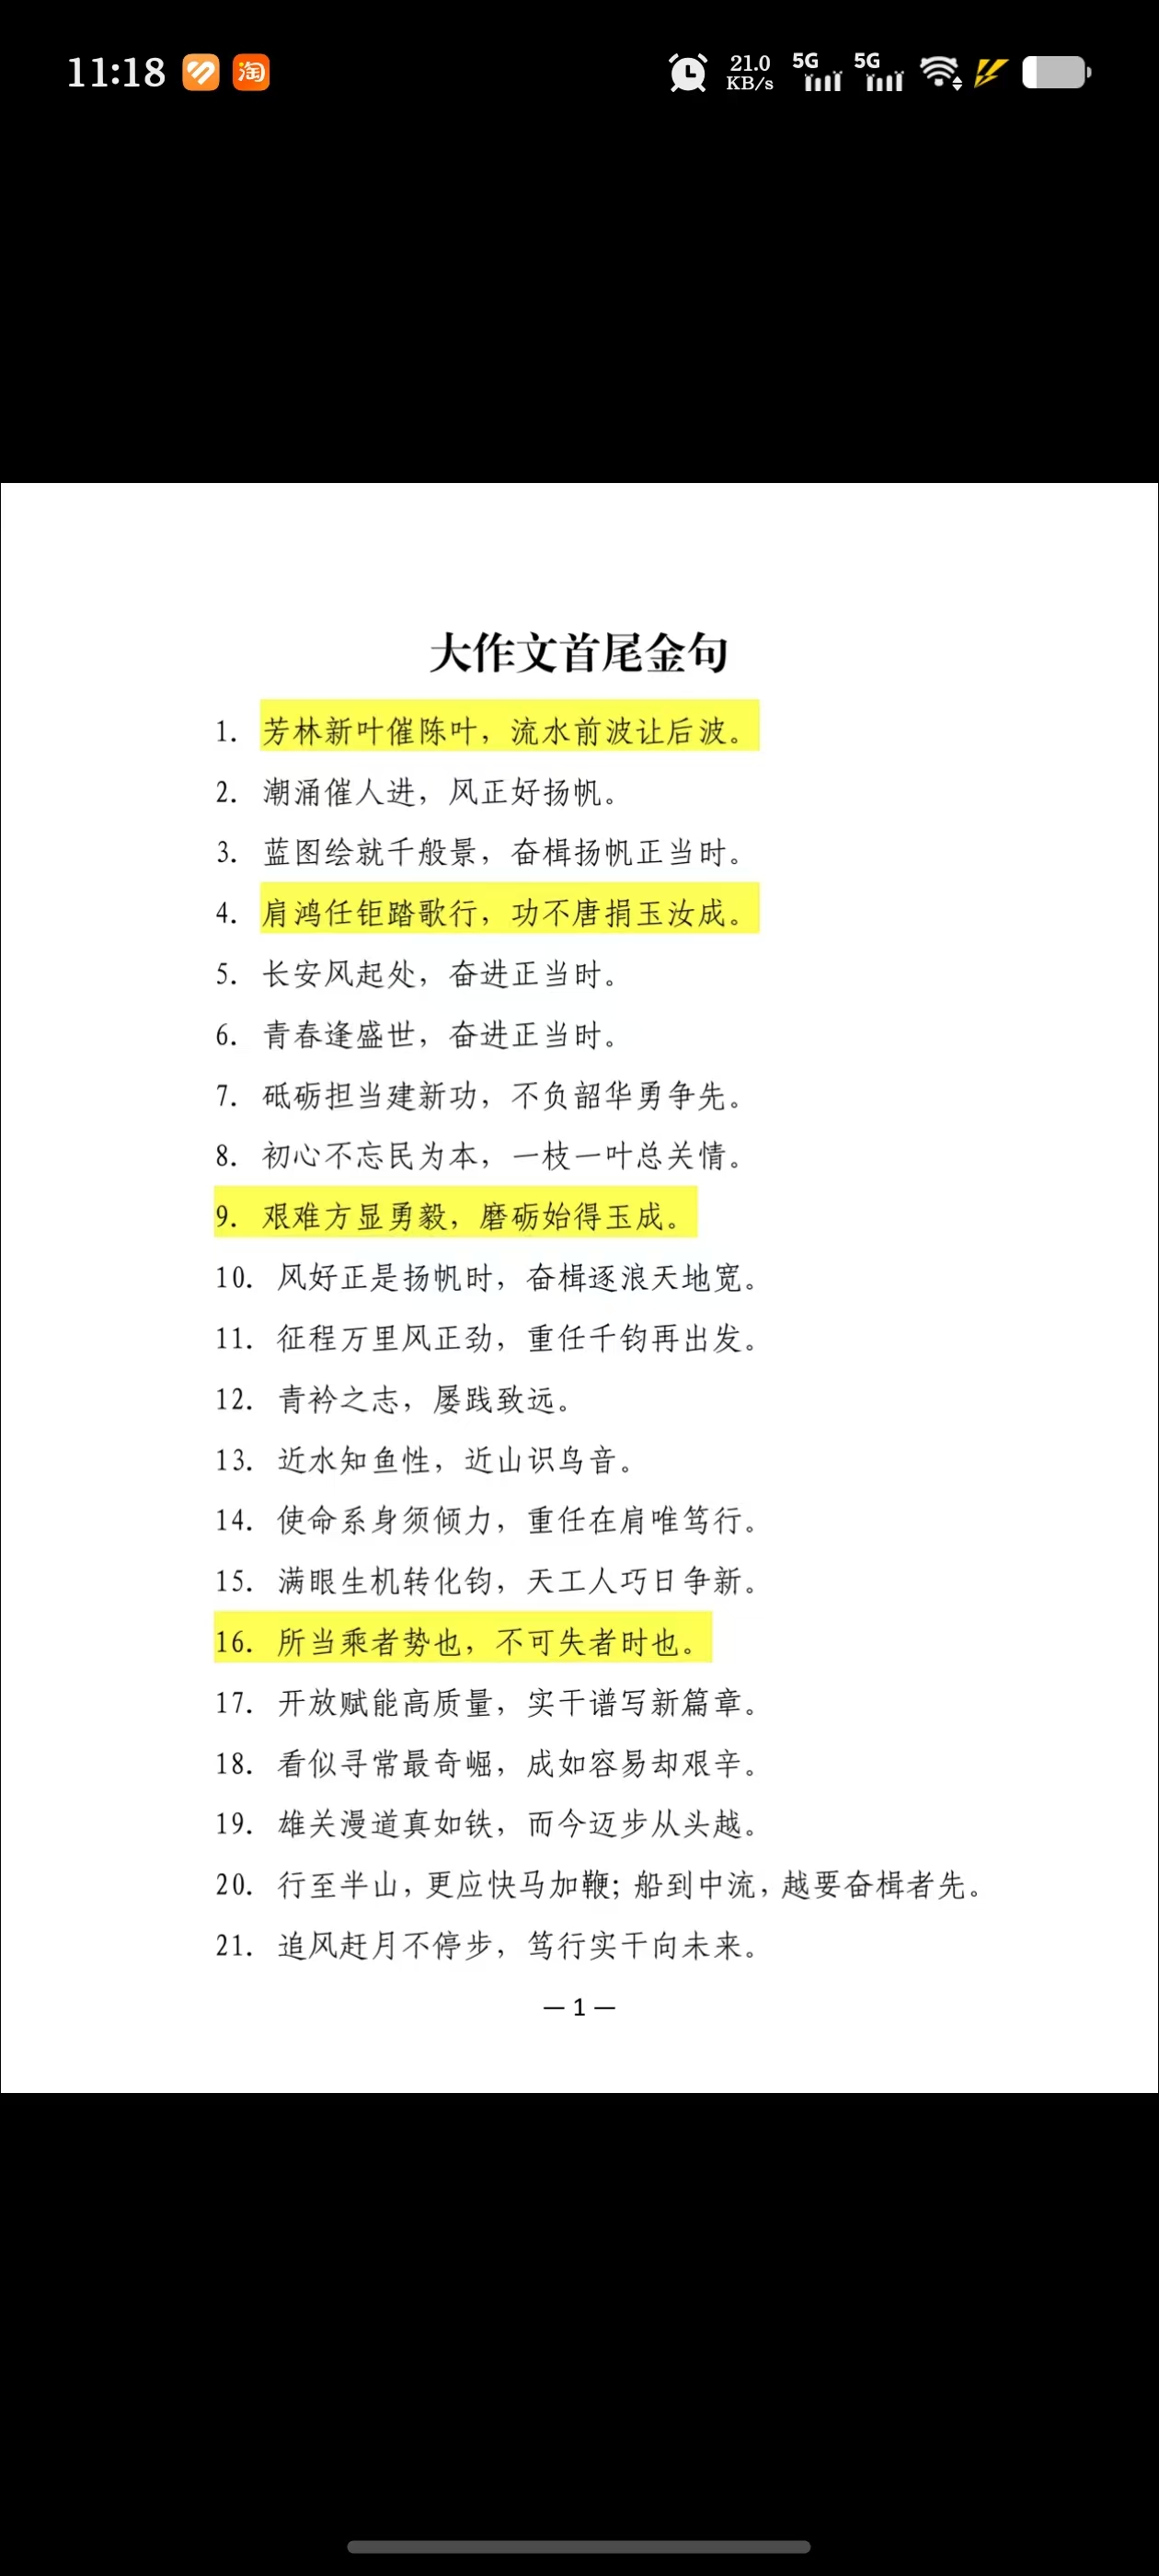 11:18 淘 21.0 KB/s 5G 5G
大作文首尾金句
1. 芳林新叶催陈叶，流水前波让后波。
2. 潮涌催人进，风正好扬帆。
3. 蓝图绘就千般景，奋楫扬帆正当时。
4. 肩鸿任钜踏歌行，功不唐捐玉汝成。
5. 长安风起处，奋进正当时。
6. 青春逢盛世，奋进正当时。
7. 砥砺担当建新功，不负韶华勇争先。
8. 初心不忘民为本，一枝一叶总关情。
9. 艰难方显勇毅，磨砺始得玉成。
10. 风好正是扬帆时，奋楫逐浪天地宽。
11. 征程万里风正劲，重任千钧再出发。
12. 青衿之志，屡践致远。
13. 近水知鱼性，近山识鸟音。
14. 使命系身须倾力，重任在肩唯笃行。
15. 满眼生机转化钧，天工人巧日争新。
16. 所当乘者势也，不可失者时也。
17. 开放赋能高质量，实干谱写新篇章。
18. 看似寻常最奇崛，成如容易却艰辛。
19. 雄关漫道真如铁，而今迈步从头越。
20. 行至半山，更应快马加鞭；船到中流，越要奋楫者先。
21. 追风赶月不停步，笃行实干向未来。
— 1 —